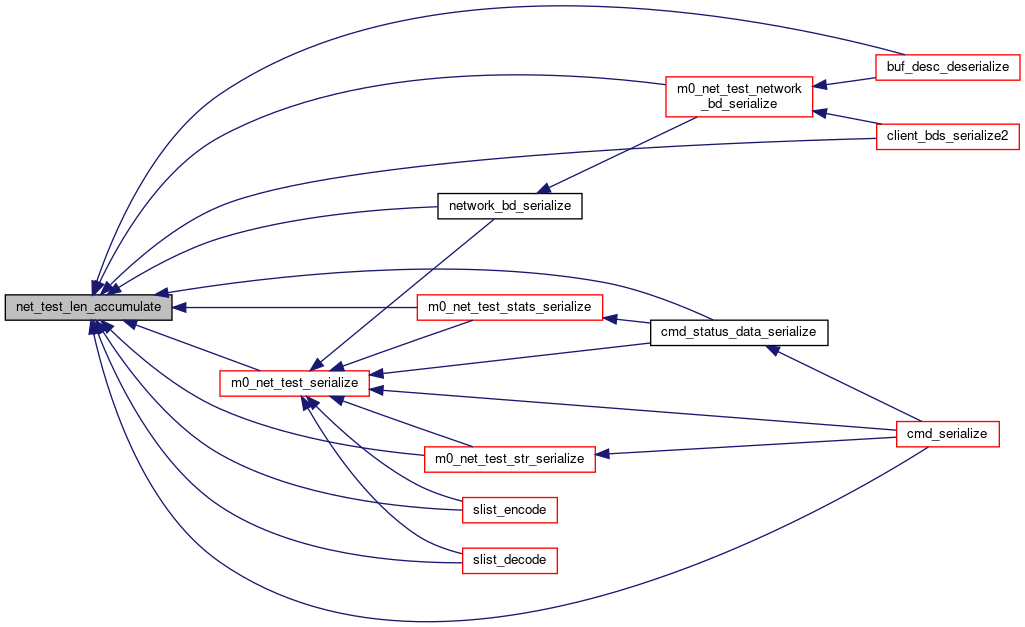 buf_desc_deserialize
m0_net_test_network
_bd_serialize
client_bds_serialize2
network_bd_serialize
net_test_len_accumulate
m0_net_test_stats_serialize
cmd_status_data_serialize
m0_net_test_serialize
cmd_serialize
m0_net_test_str_serialize
slist_encode
slist_decode